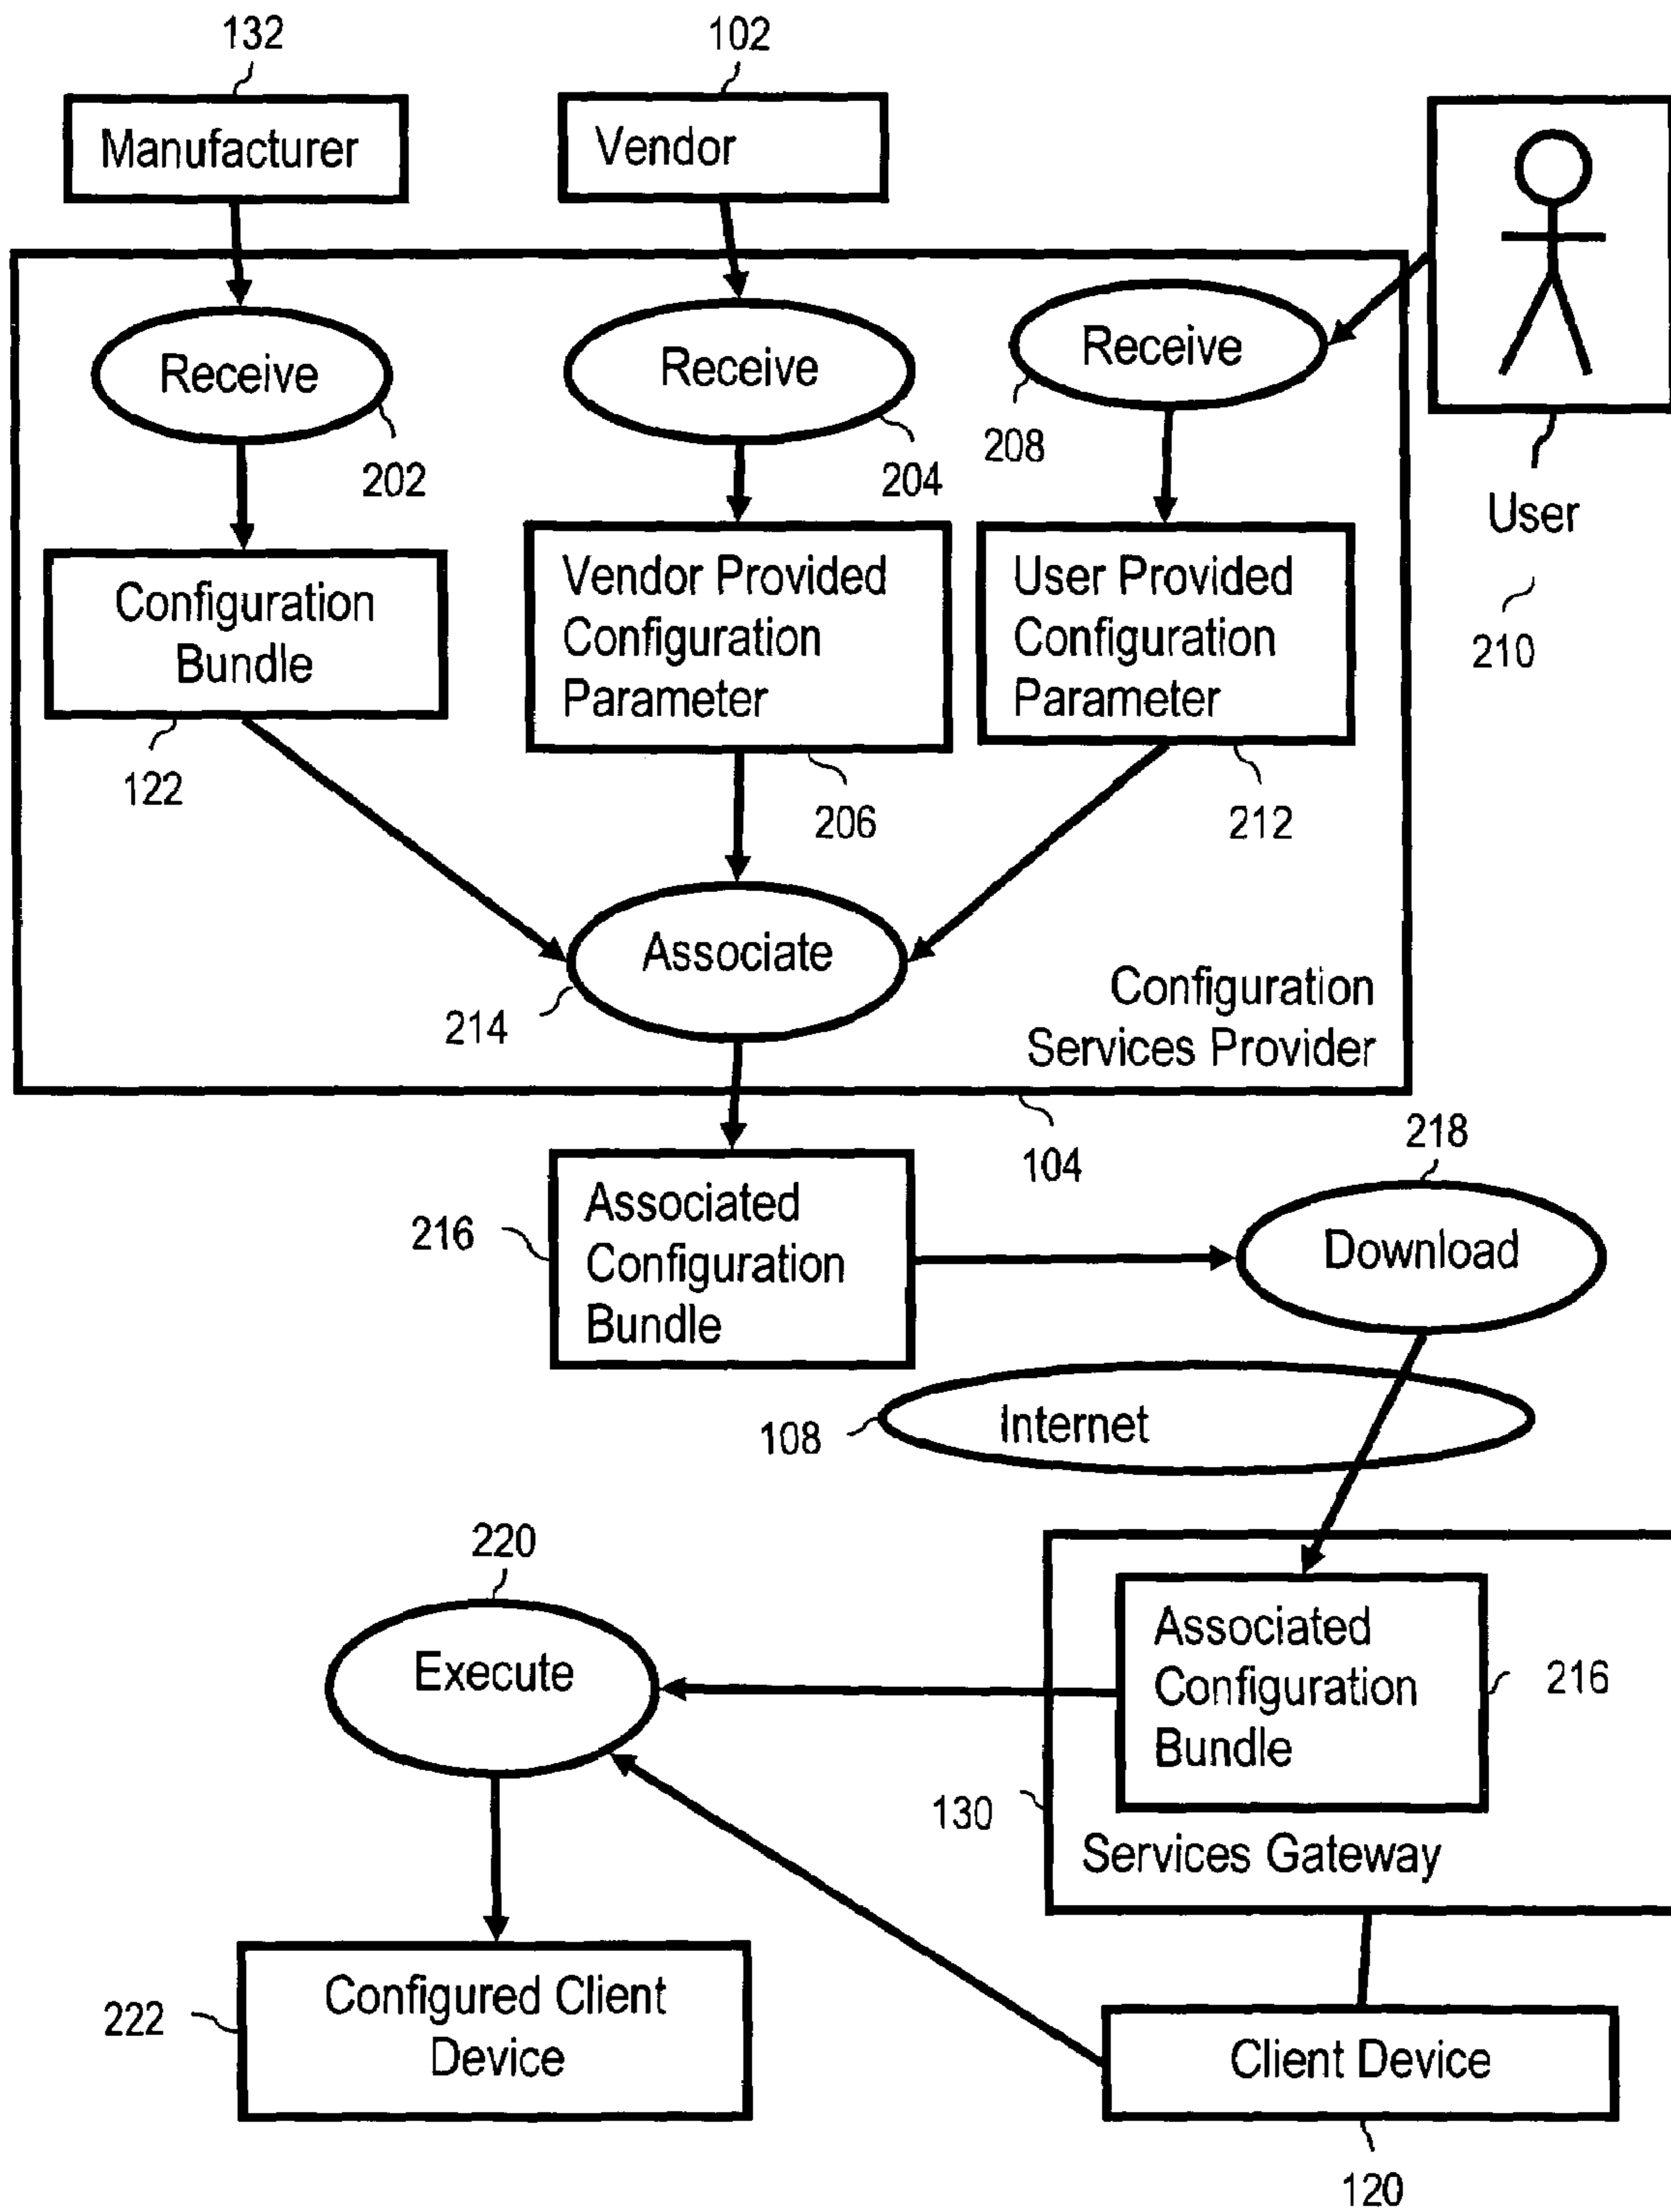 132
102
Manufacturer
Vendor
Receive
Receive
Receive
202
204
208
User
210
Configuration
Bundle
Vendor Provided
Configuration
Parameter
User Provided
Configuration
Parameter
122
206
212
Associate
214
Configuration
Services Provider
104
218
216
Associated
Configuration
Bundle
Download
108
Internet
220
Execute
Associated
Configuration
Bundle
216
130
Services Gateway
222
Configured Client
Device
Client Device
120